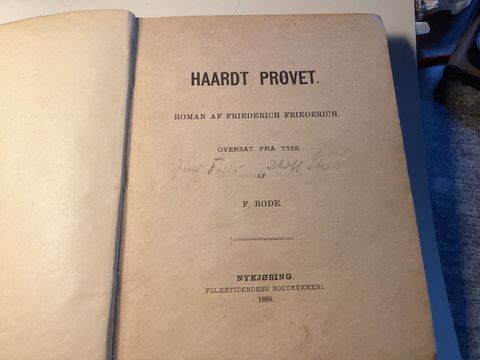 HAARDT PRØVET.
ROMAN AF FRIEDERICH FRIEDERICH.
OVERSAT FRA TYSK
AF
F. RODE.
NYKJØBING.
FOLKETIDENDENS BOGTRYKKERI.
1888.